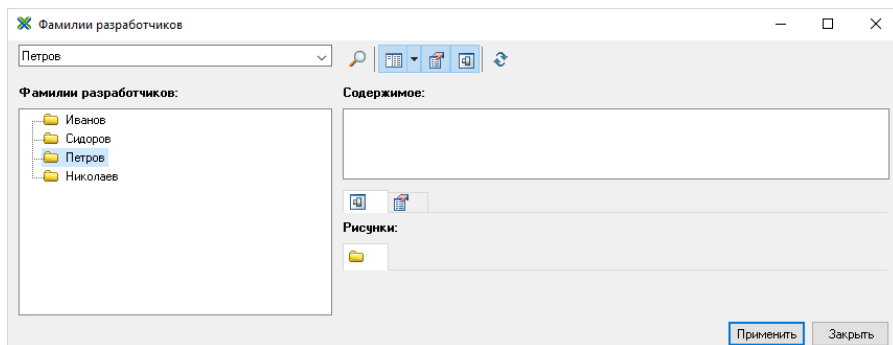 Фамилии разработчиков
Петров
Фамилии разработчиков:
Иванов
Сидоров
Петров
Николаев
Содержимое:
Рисунки:
Применить
Закрыть